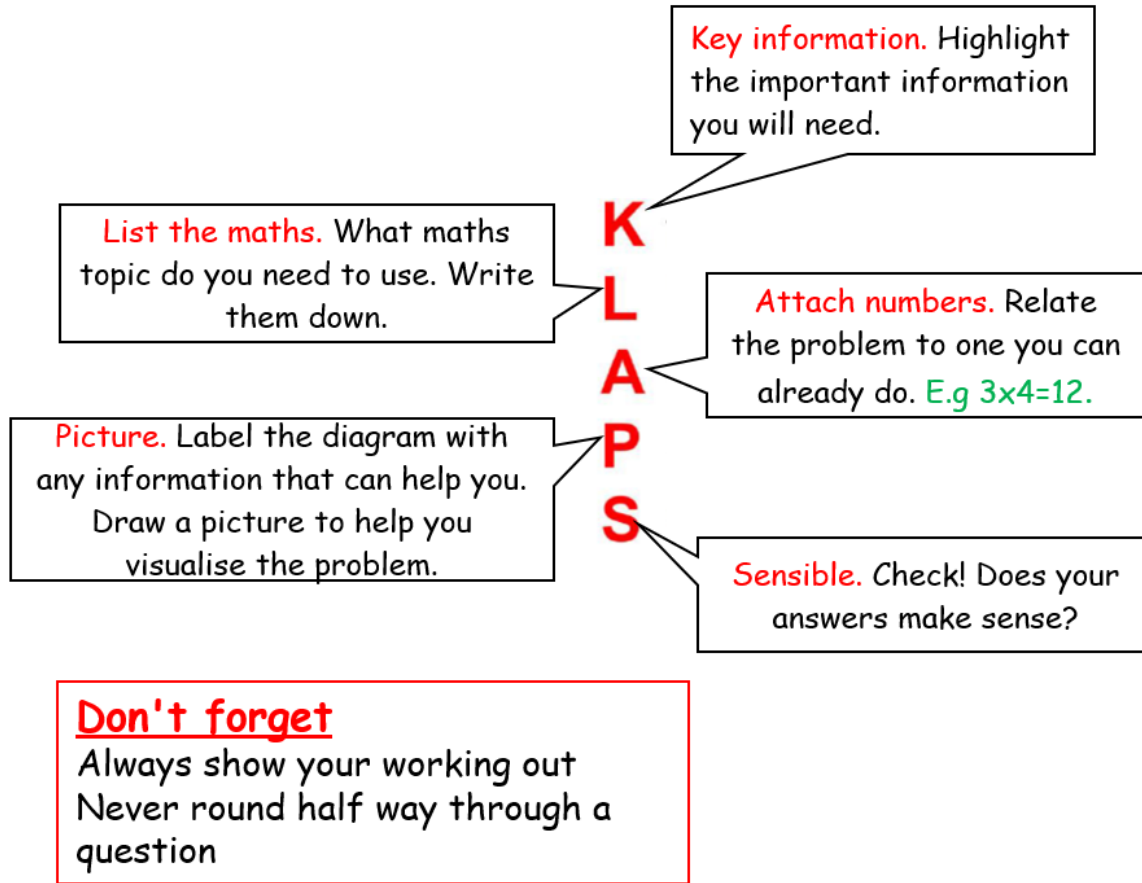 Key information. Highlight
the important information
you will need.
K
List the maths. What maths
topic do you need to use. Write
them down.
L
Attach numbers. Relate
the problem to one you can
already do. E.g 3x4=12.
A
Picture. Label the diagram with
any information that can help you.
Draw a picture to help you
visualise the problem.
P
S
Sensible. Check! Does your
answers make sense?
Don't forget
Always show your working out
Never round half way through a
question